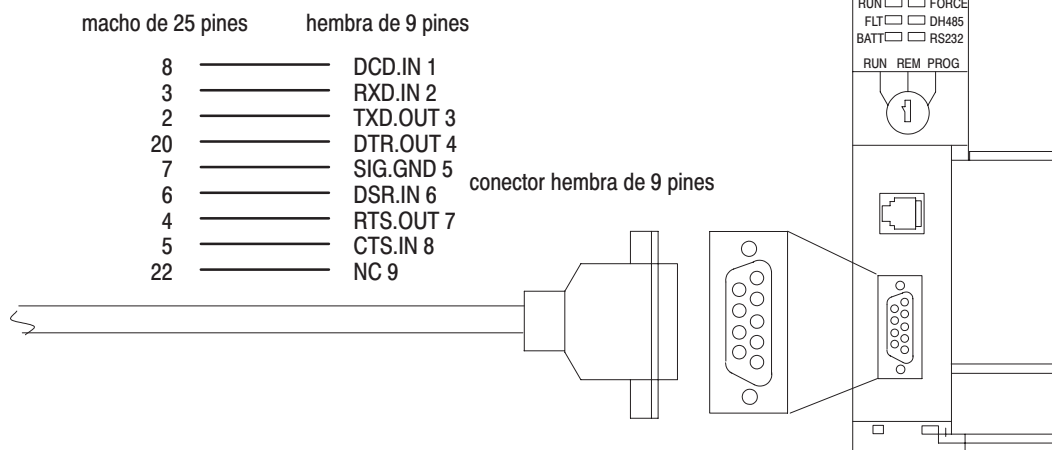 macho de 25 pines hembra de 9 pines
8 DCD.IN 1
3 RXD.IN 2
2 TXD.OUT 3
20 DTR.OUT 4
7 SIG.GND 5
6 DSR.IN 6
4 RTS.OUT 7
5 CTS.IN 8
22 NC 9
conector hembra de 9 pines
RUN FORCE
FLT DH485
BATT RS232
RUN REM PROG